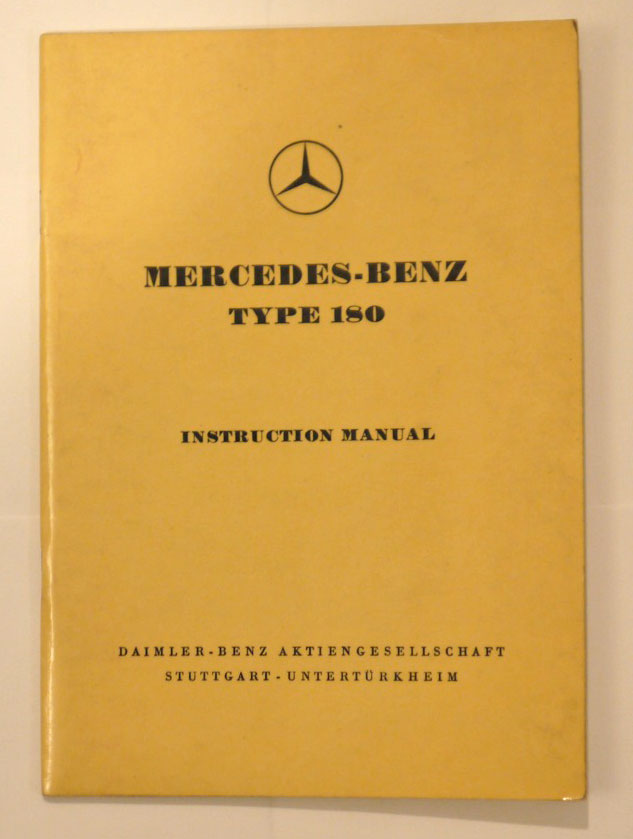 MERCEDES-BENZ
TYPE 180
INSTRUCTION MANUAL
DAIMLER-BENZ AKTIENGESELLSCHAFT
STUTTGART-UNTERTÜRKHEIM